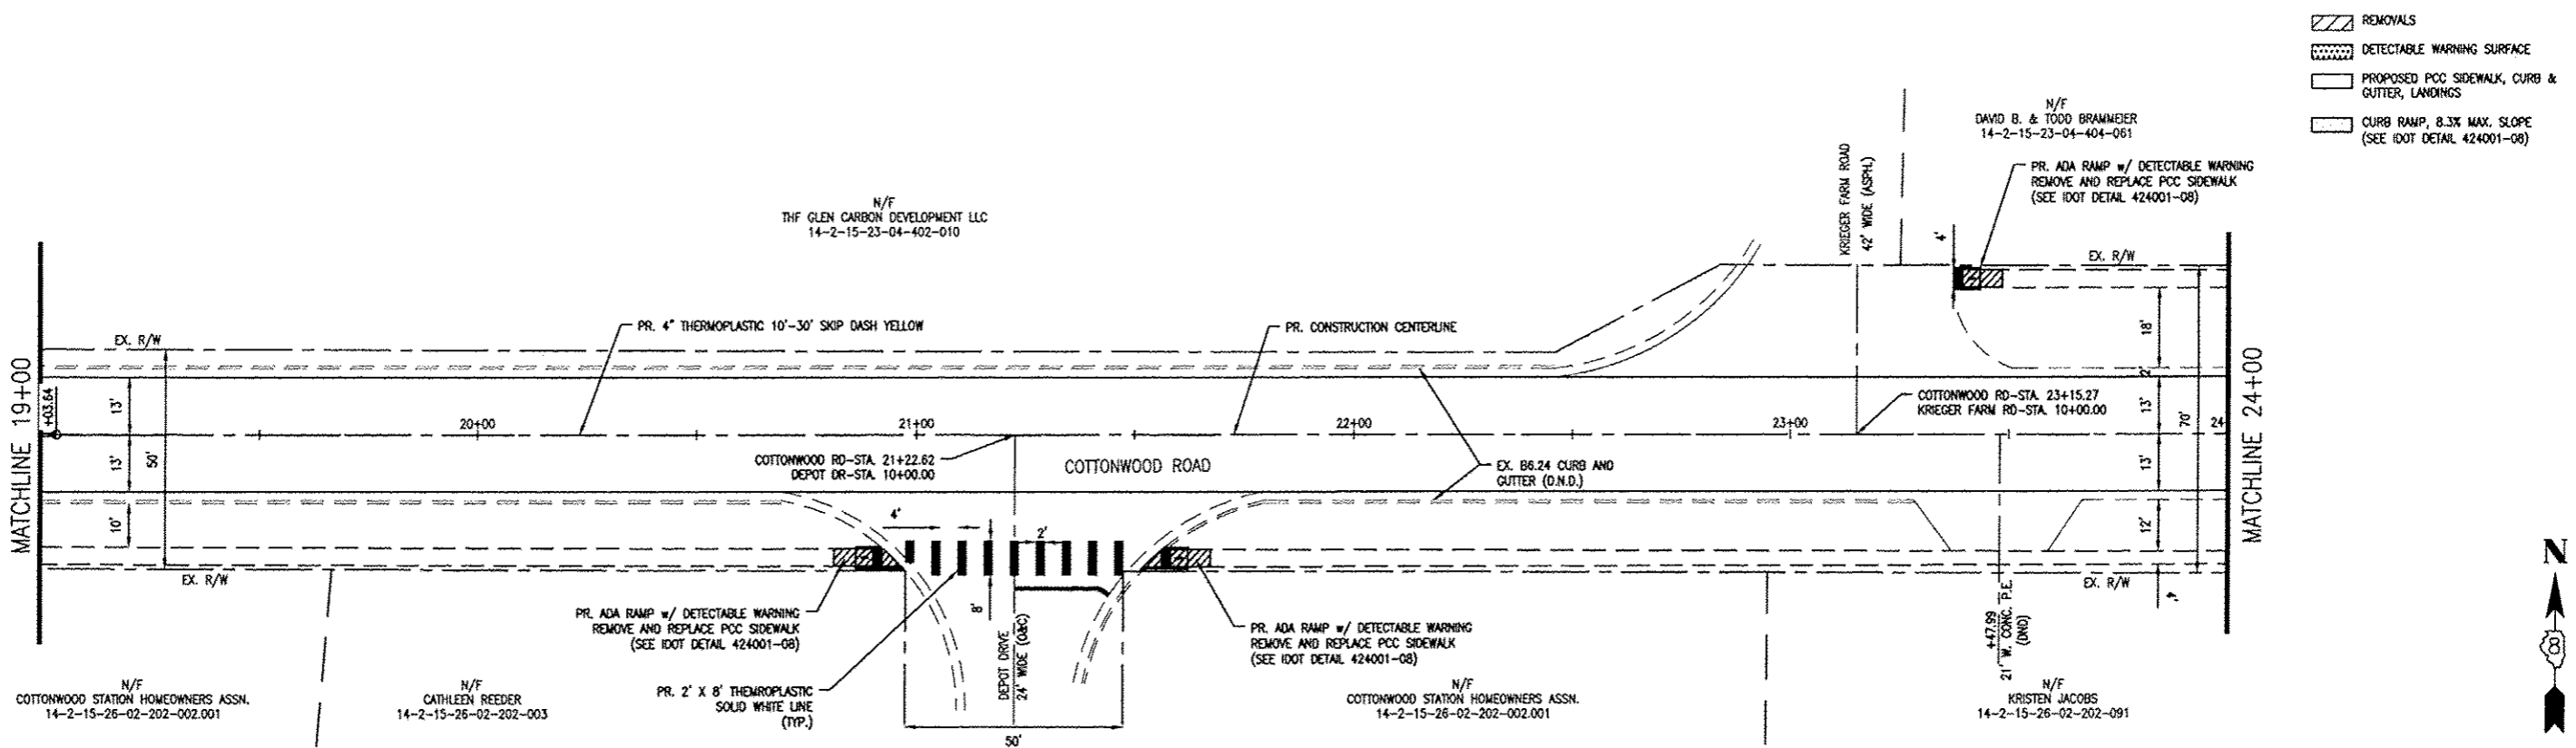 REMOVALS
DETECTABLE WARNING SURFACE
PROPOSED PCC SIDEWALK, CURB &
GUTTER, LANDINGS
CURB RAMP, 8.3% MAX. SLOPE
(SEE IDOT DETAIL 424001-08)
N/F
DAVID B. & TODD BRAMMEIER
14-2-15-23-04-404-061
PR. ADA RAMP w/ DETECTABLE WARNING
REMOVE AND REPLACE PCC SIDEWALK
(SEE IDOT DETAIL 424001-08)
KRIEGER FARM ROAD
42' WIDE (ASPH.)
N/F
THF GLEN CARBON DEVELOPMENT LLC
14-2-15-23-04-402-010
4'
EX. R/W
PR. 4" THERMOPLASTIC 10'-30' SKIP DASH YELLOW
PR. CONSTRUCTION CENTERLINE
EX. R/W
18'
2'
MATCHLINE 19+00
+03.64
13'
13'
50'
10'
20+00
21+00
22+00
23+00
24
COTTONWOOD RD-STA. 23+15.27
KRIEGER FARM RD-STA. 10+00.00
13'
13'
70'
12'
MATCHLINE 24+00
COTTONWOOD RD-STA. 21+22.62
DEPOT DR-STA. 10+00.00
COTTONWOOD ROAD
EX. B6.24 CURB AND
GUTTER (D.N.D.)
4'
2'
8'
EX. R/W
EX. R/W
4'
PR. ADA RAMP w/ DETECTABLE WARNING
REMOVE AND REPLACE PCC SIDEWALK
(SEE IDOT DETAIL 424001-08)
PR. ADA RAMP w/ DETECTABLE WARNING
REMOVE AND REPLACE PCC SIDEWALK
(SEE IDOT DETAIL 424001-08)
DEPOT DRIVE
24' WIDE (O&C)
+47.99
21' W. CONC. P.E.
(DND)
PR. 2' X 8' THEMROPLASTIC
SOLID WHITE LINE
(TYP.)
50'
N/F
COTTONWOOD STATION HOMEOWNERS ASSN.
14-2-15-26-02-202-002.001
N/F
CATHLEEN REEDER
14-2-15-26-02-202-003
N/F
COTTONWOOD STATION HOMEOWNERS ASSN.
14-2-15-26-02-202-002.001
N/F
KRISTEN JACOBS
14-2-15-26-02-202-091
N